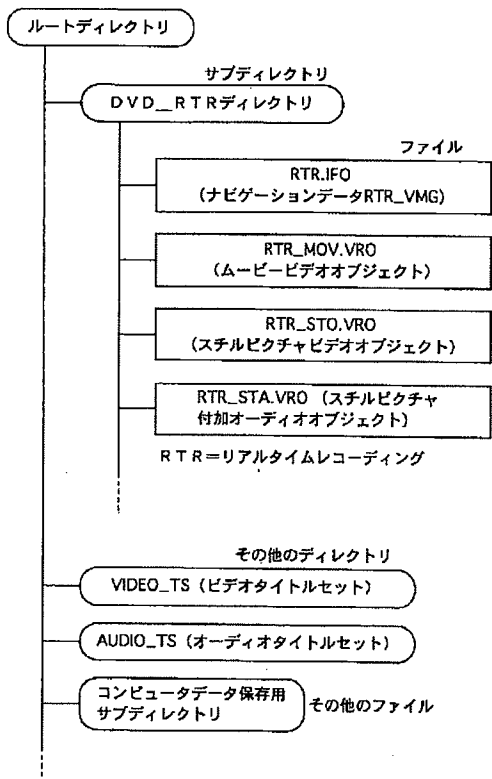 ルートディレクトリ
サブディレクトリ
DVD__RTRディレクトリ
ファイル
RTR.IFO
(ナビゲーションデータRTR_VMG)
RTR_MOV.VRO
(ムービービデオオブジェクト)
RTR_STO.VRO
(スチルピクチャビデオオブジェクト)
RTR_STA.VRO (スチルピクチャ
付加オーディオオブジェクト)
RTR=リアルタイムレコーディング
その他のディレクトリ
VIDEO_TS (ビデオタイトルセット)
AUDIO_TS (オーディオタイトルセット)
コンピュータデータ保存用
サブディレクトリ
その他のファイル